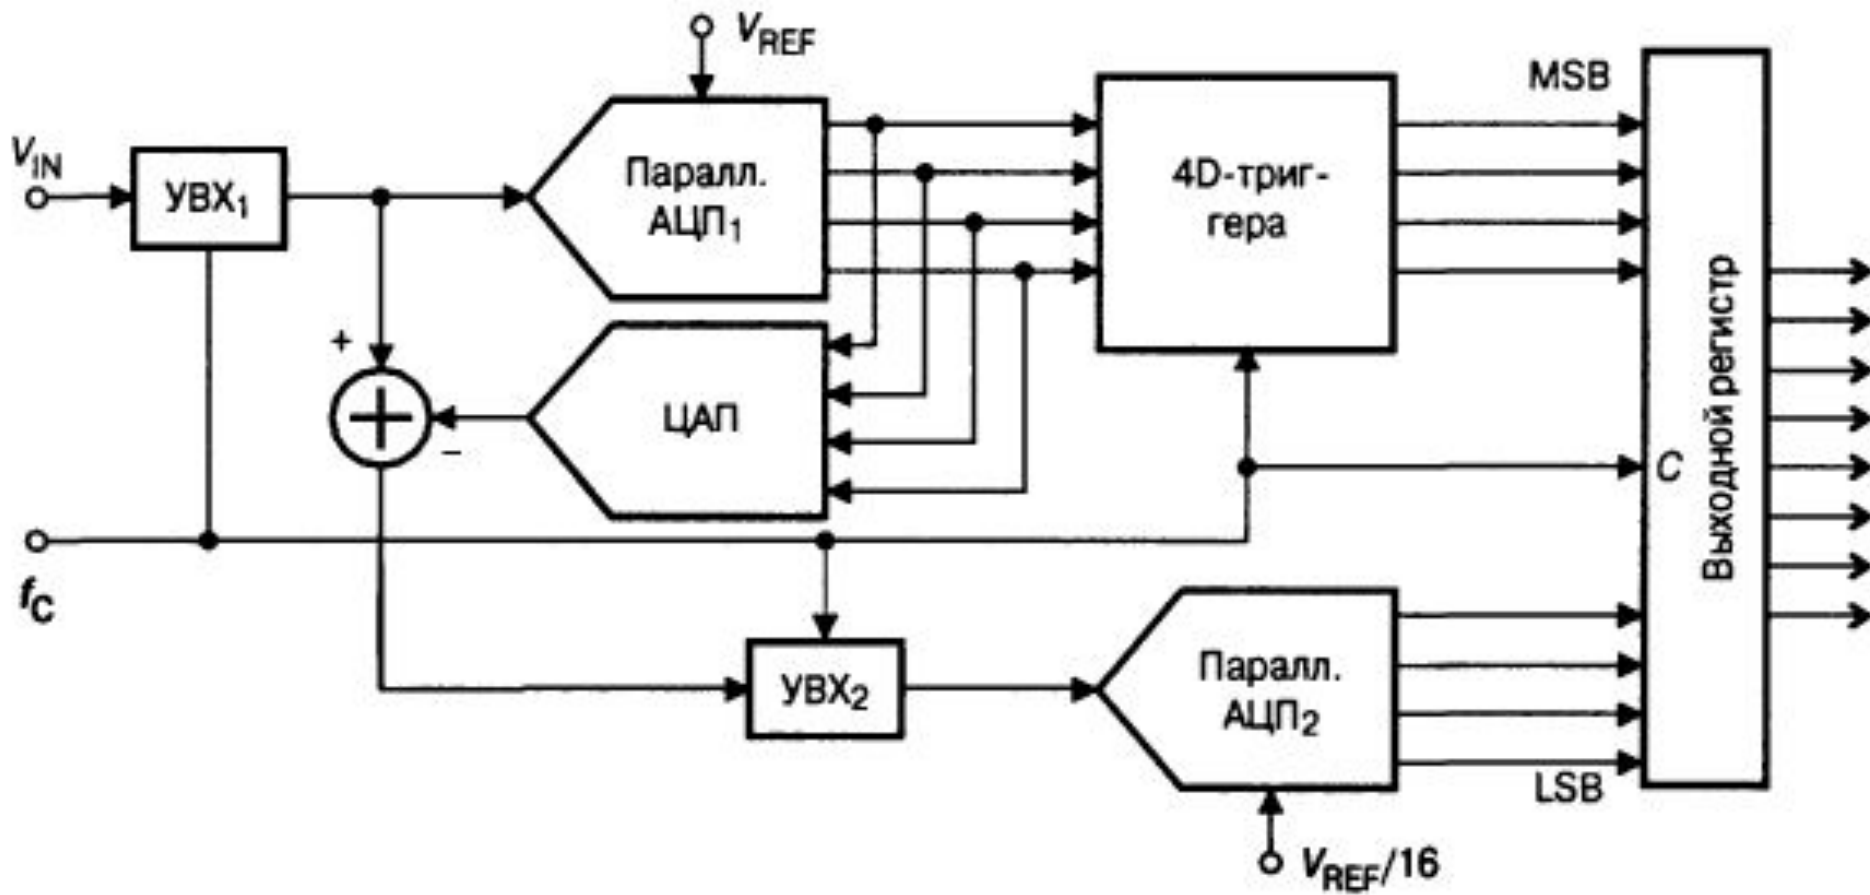 V_REF
MSB
V_IN
УВХ₁
Паралл.
АЦП₁
4D-триг-
гера
+
ЦАП
−
C
Выходной регистр
f_C
УВХ₂
Паралл.
АЦП₂
LSB
V_REF/16